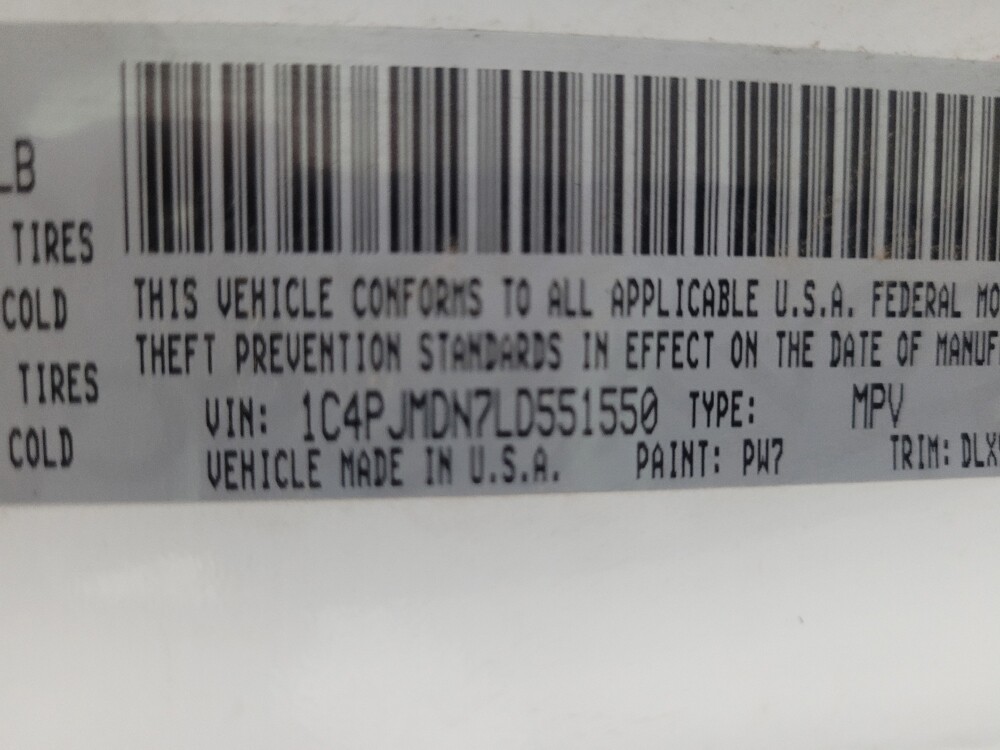 LB
TIRES
COLD
TIRES
COLD
THIS VEHICLE CONFORMS TO ALL APPLICABLE U.S.A. FEDERAL MO
THEFT PREVENTION STANDARDS IN EFFECT ON THE DATE OF MANUF
VIN: 1C4PJMDN7LD551550 TYPE: MPV
VEHICLE MADE IN U.S.A. PAINT: PW7 TRIM: DLX